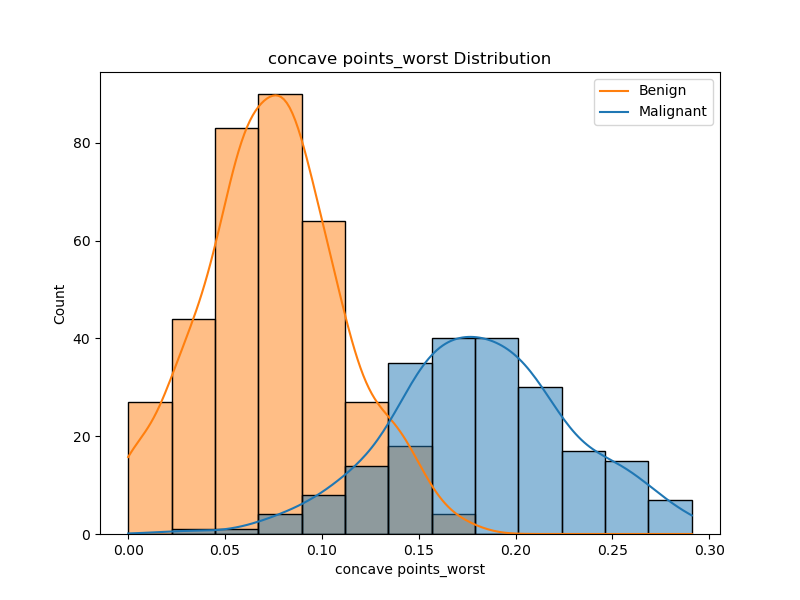 concave points_worst Distribution
Benign
Malignant
Count
80
60
40
20
0
0.00 0.05 0.10 0.15 0.20 0.25 0.30
concave points_worst